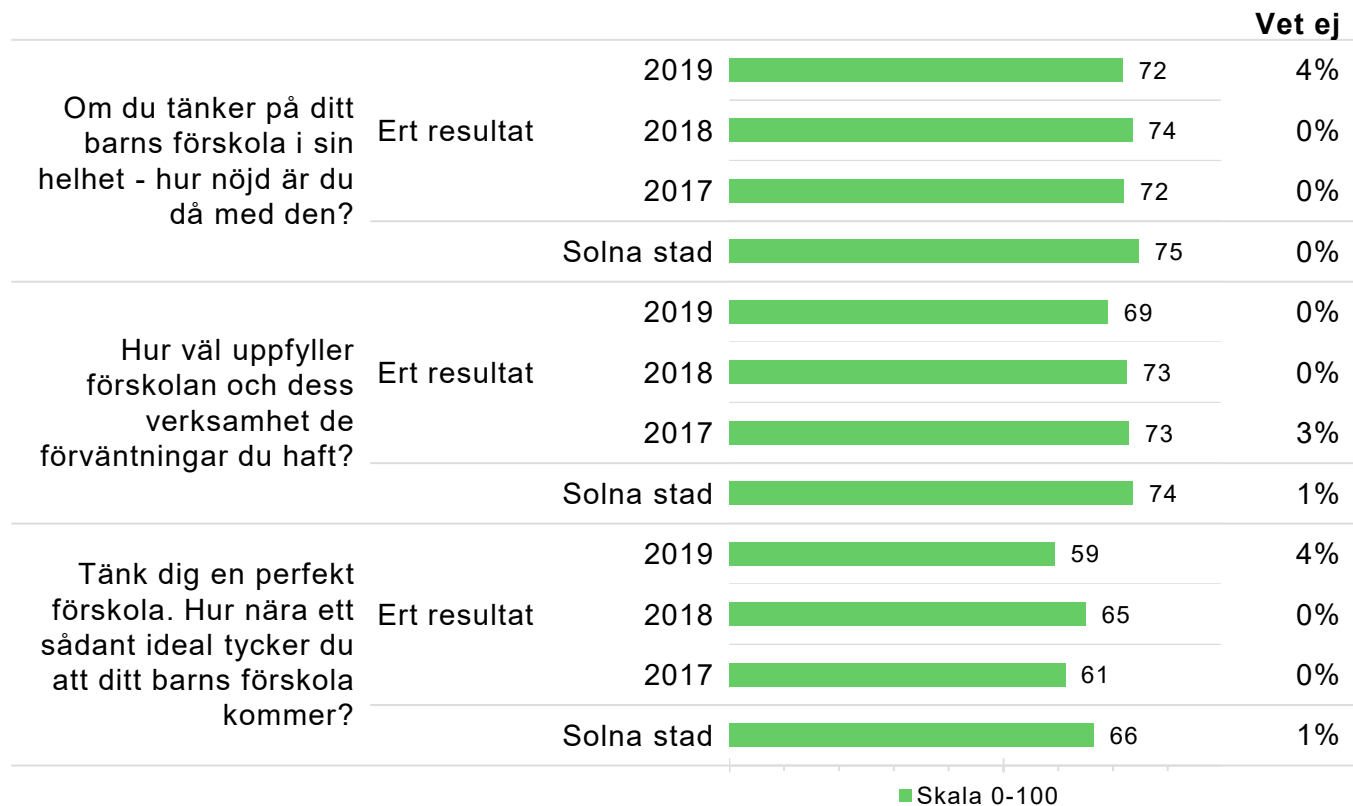 Vet ej
Om du tänker på ditt
barns förskola i sin
helhet - hur nöjd är du
då med den?
Ert resultat
2019 72 4%
2018 74 0%
2017 72 0%
Solna stad 75 0%
Hur väl uppfyller
förskolan och dess
verksamhet de
förväntningar du haft?
Ert resultat
2019 69 0%
2018 73 0%
2017 73 3%
Solna stad 74 1%
Tänk dig en perfekt
förskola. Hur nära ett
sådant ideal tycker du
att ditt barns förskola
kommer?
Ert resultat
2019 59 4%
2018 65 0%
2017 61 0%
Solna stad 66 1%
Skala 0-100